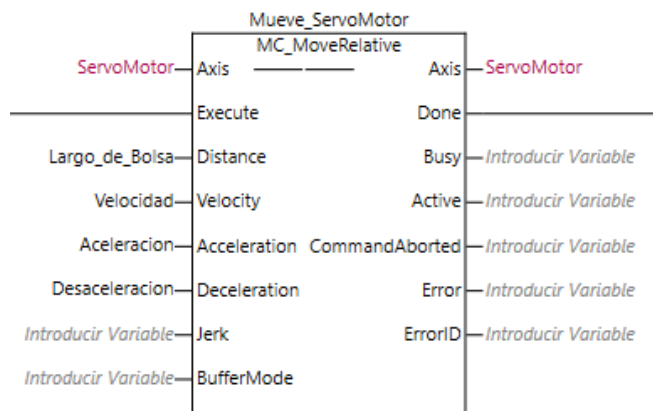 Mueve_ServoMotor
MC_MoveRelative
ServoMotor Axis Axis ServoMotor
Execute Done
Largo_de_Bolsa Distance Busy Introducir Variable
Velocidad Velocity Active Introducir Variable
Aceleracion Acceleration CommandAborted Introducir Variable
Desaceleracion Deceleration Error Introducir Variable
Introducir Variable Jerk ErrorID Introducir Variable
Introducir Variable BufferMode